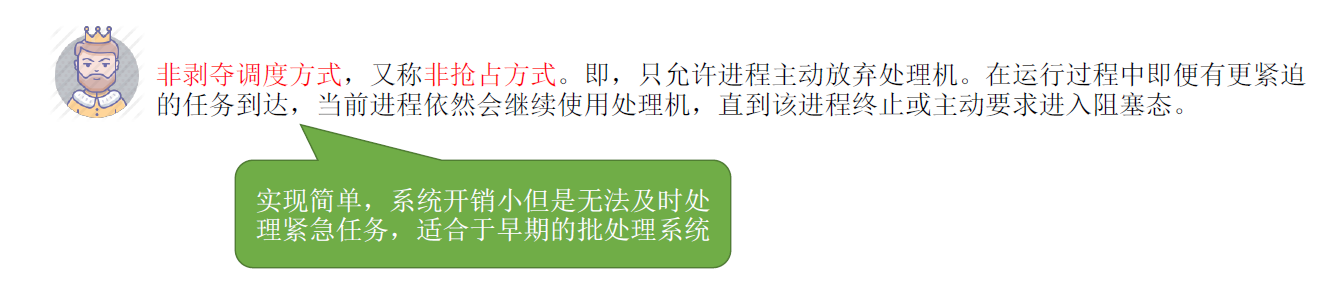 非剥夺调度方式，又称非抢占方式。即，只允许进程主动放弃处理机。在运行过程中即便有更紧迫
的任务到达，当前进程依然会继续使用处理机，直到该进程终止或主动要求进入阻塞态。
实现简单，系统开销小但是无法及时处
理紧急任务，适合于早期的批处理系统